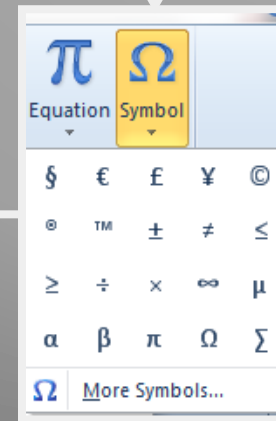 π Ω
Equation Symbol
§ € £ ¥ ©
® ™ ± ≠ ≤
≥ ÷ × ∞ µ
α β π Ω ∑
Ω More Symbols...